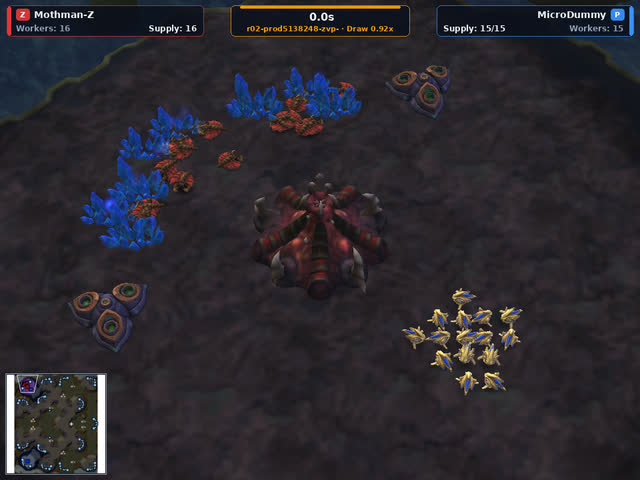 Z Mothman-Z
Workers: 16 Supply: 16
0.0s
r02-prod5138248-zvp- · Draw 0.92x
MicroDummy P
Supply: 15/15 Workers: 15